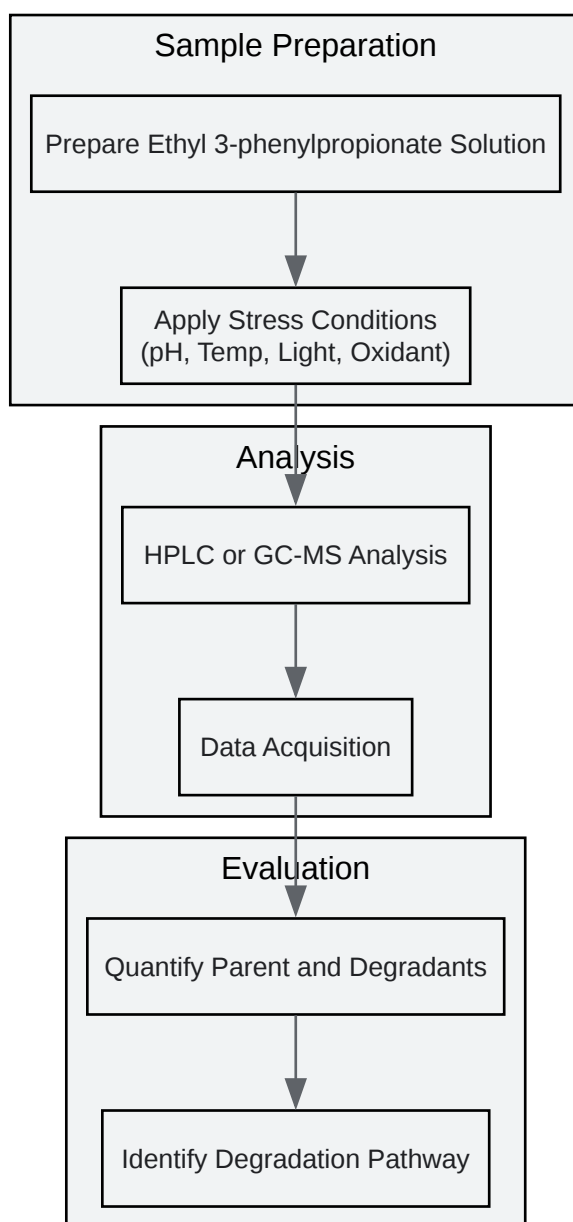 Sample Preparation
Prepare Ethyl 3-phenylpropionate Solution
Apply Stress Conditions
(pH, Temp, Light, Oxidant)
Analysis
HPLC or GC-MS Analysis
Data Acquisition
Evaluation
Quantify Parent and Degradants
Identify Degradation Pathway